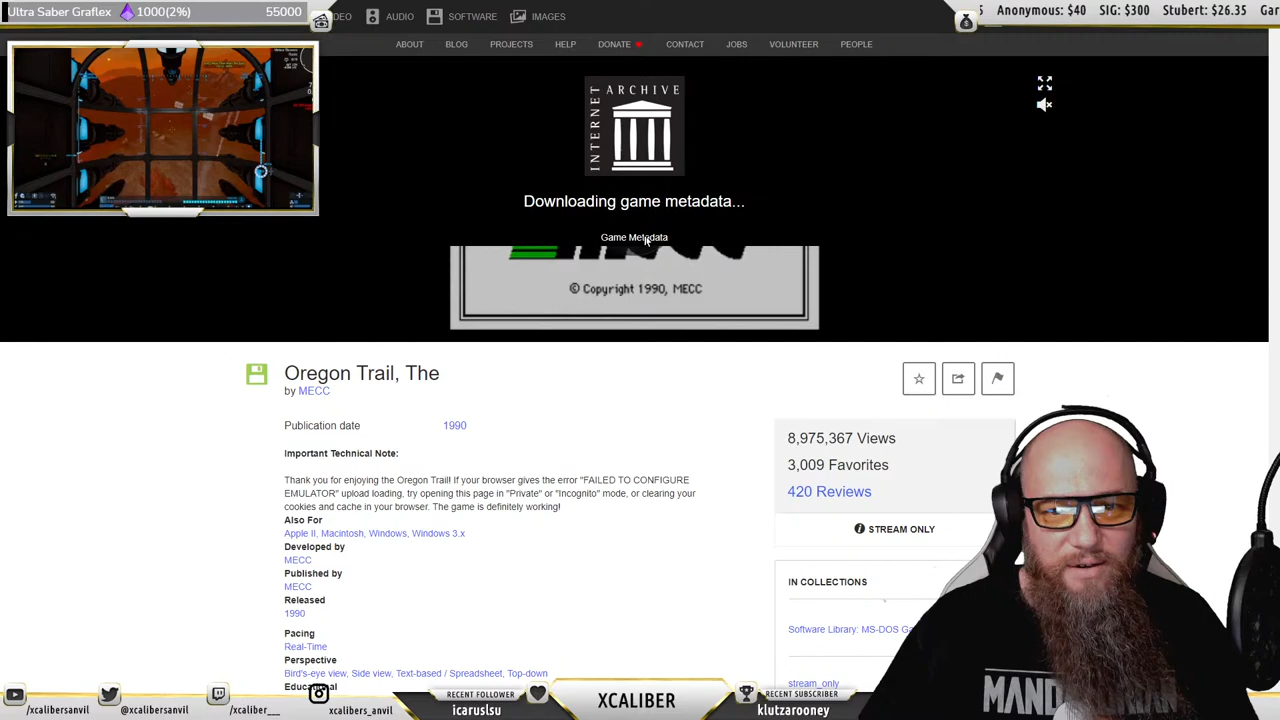 Ultra Saber Graflex 1000(2%) 55000
AUDIO SOFTWARE IMAGES
Anonymous: $40 SIG: $300 Stubert: $26.35
ABOUT BLOG PROJECTS HELP DONATE CONTACT JOBS VOLUNTEER PEOPLE
INTERNET ARCHIVE
Downloading game metadata...
Game Metadata
© Copyright 1990, MECC
Oregon Trail, The
by MECC
Publication date 1990
Important Technical Note:
Thank you for enjoying the Oregon Trail! If your browser gives the error "FAILED TO CONFIGURE
EMULATOR" upload loading, try opening this page in "Private" or "Incognito" mode, or clearing your
cookies and cache in your browser. The game is definitely working!
Also For
Apple II, Macintosh, Windows, Windows 3.x
Developed by
MECC
Published by
MECC
Released
1990
Pacing
Real-Time
Perspective
Bird's-eye view, Side view, Text-based / Spreadsheet, Top-down
8,975,367 Views
3,009 Favorites
420 Reviews
STREAM ONLY
IN COLLECTIONS
Software Library: MS-DOS
stream_only
/xcalibersanvil @xcalibersanvil /xcaliber___ xcalibers_anvil
RECENT FOLLOWER
icaruslsu
XCALIBER
RECENT SUBSCRIBER
klutzarooney